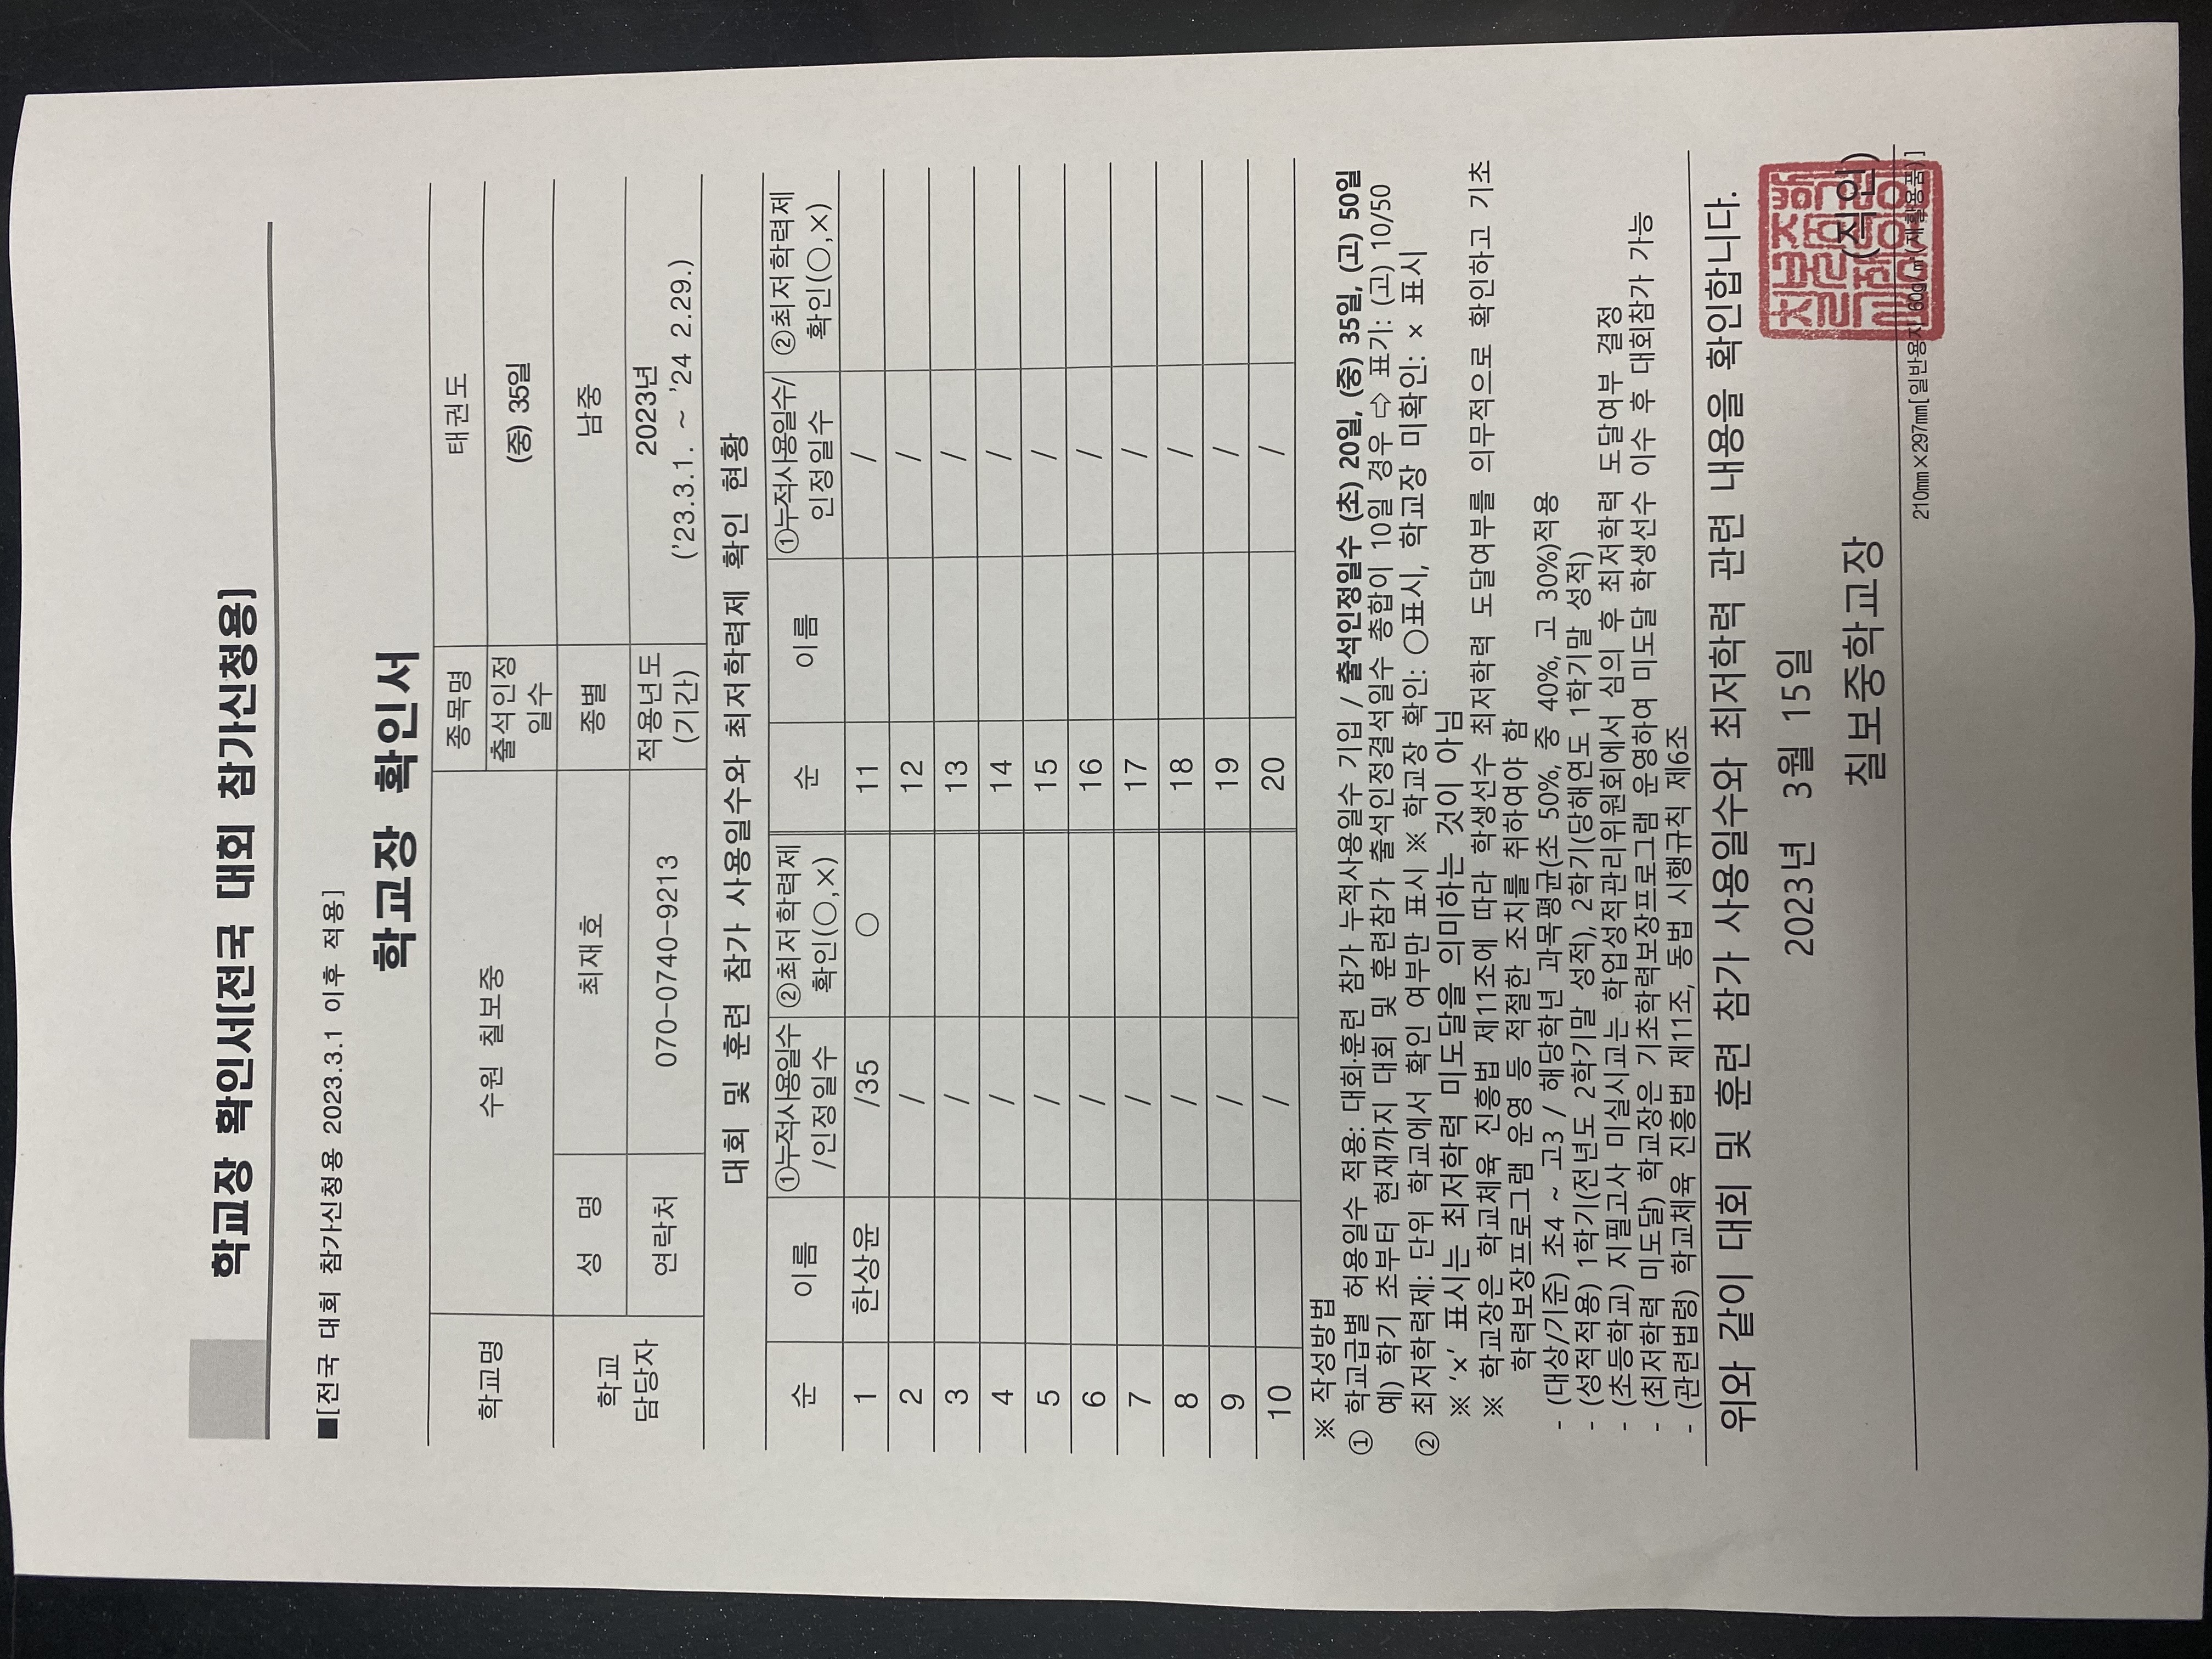 학교장 확인서[전국 대회 참가신청용]
■[전국 대회 참가신청용 2023.3.1 이후 적용]
학교장 확인서
학교명 수원 칠보중 종목명 태권도
출석인정 일수 (중) 35일
학교 담당자 성 명 최재호 종별 남중
연락처 070-0740-9213 적용년도 (기간) 2023년 ('23.3.1. ~ '24 2.29.)
대회 및 훈련 참가 사용일수와 최저학력제 확인 현황
순 이름 ①누적사용일수 /인정일수 ②최저학력제 확인(○,×) 순 이름 ①누적사용일수/ 인정일수 ②최저학력제 확인(○,×)
1 한상윤 /35 ○ 11 /
2 / 12 /
3 / 13 /
4 / 14 /
5 / 15 /
6 / 16 /
7 / 17 /
8 / 18 /
9 / 19 /
10 / 20 /
※ 작성방법
① 학교급별 허용일수 적용: 대회·훈련 참가 누적사용일수 기입 / 출석인정일수 (초) 20일, (중) 35일, (고) 50일
예) 학기 초부터 현재까지 대회 및 훈련참가 출석인정결석일수 총합이 10일 경우 ⇨ 표기: (고) 10/50
② 최저학력제: 단위 학교에서 확인 여부만 표시 ※ 학교장 확인: ○표시, 학교장 미확인: × 표시
※ '×' 표시는 최저학력 미도달을 의미하는 것이 아님
※ 학교장은 학교체육 진흥법 제11조에 따라 학생선수 최저학력 도달여부를 의무적으로 확인하고 기초
학력보장프로그램 운영 등 적절한 조치를 취하여야 함
- (대상/기준) 초4 ~ 고3 / 해당학년 과목평균(초 50%, 중 40%, 고 30%)적용
- (성적적용) 1학기(전년도 2학기말 성적), 2학기(당해연도 1학기말 성적)
- (초등학교) 지필고사 미실시교는 학업성적관리위원회에서 심의 후 최저학력 도달여부 결정
- (최저학력 미도달) 학교장은 기초학력보장프로그램 운영하여 미도달 학생선수 이수 후 대회참가 가능
- (관련법령) 학교체육 진흥법 제11조, 동법 시행규칙 제6조
위와 같이 대회 및 훈련 참가 사용일수와 최저학력 관련 내용을 확인합니다.
2023년 3월 15일
칠보중학교장 (직인)
210㎜×297㎜[일반용지 60g/㎡(재활용품)]